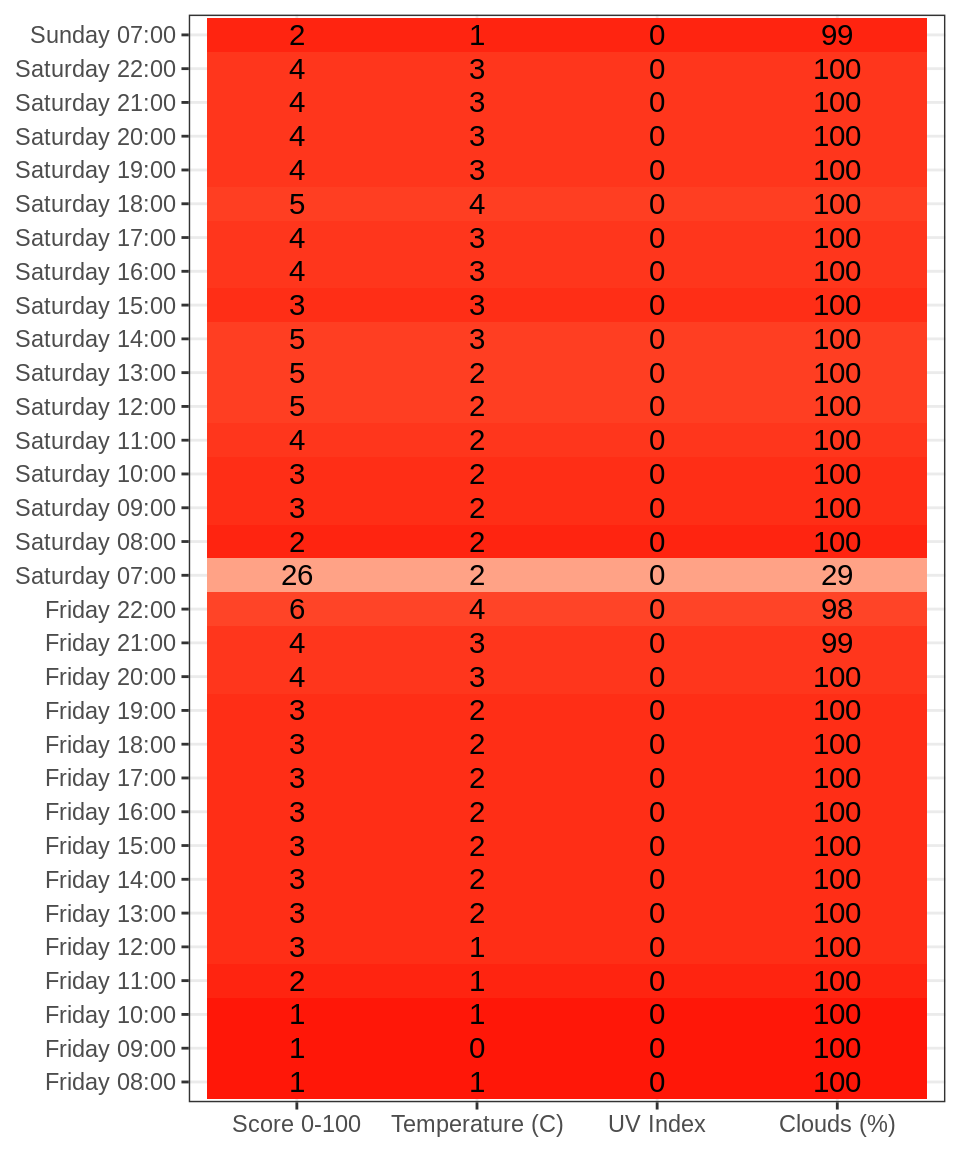 Sunday 07:00 2 1 0 99
Saturday 22:00 4 3 0 100
Saturday 21:00 4 3 0 100
Saturday 20:00 4 3 0 100
Saturday 19:00 4 3 0 100
Saturday 18:00 5 4 0 100
Saturday 17:00 4 3 0 100
Saturday 16:00 4 3 0 100
Saturday 15:00 3 3 0 100
Saturday 14:00 5 3 0 100
Saturday 13:00 5 2 0 100
Saturday 12:00 5 2 0 100
Saturday 11:00 4 2 0 100
Saturday 10:00 3 2 0 100
Saturday 09:00 3 2 0 100
Saturday 08:00 2 2 0 100
Saturday 07:00 26 2 0 29
Friday 22:00 6 4 0 98
Friday 21:00 4 3 0 99
Friday 20:00 4 3 0 100
Friday 19:00 3 2 0 100
Friday 18:00 3 2 0 100
Friday 17:00 3 2 0 100
Friday 16:00 3 2 0 100
Friday 15:00 3 2 0 100
Friday 14:00 3 2 0 100
Friday 13:00 3 2 0 100
Friday 12:00 3 1 0 100
Friday 11:00 2 1 0 100
Friday 10:00 1 1 0 100
Friday 09:00 1 0 0 100
Friday 08:00 1 1 0 100
Score 0-100 Temperature (C) UV Index Clouds (%)